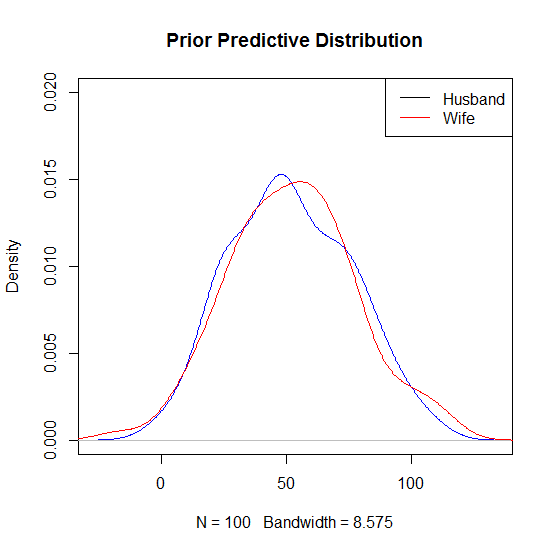 Prior Predictive Distribution
Husband
Wife
Density
0.020
0.015
0.010
0.005
0.000
0 50 100
N = 100 Bandwidth = 8.575